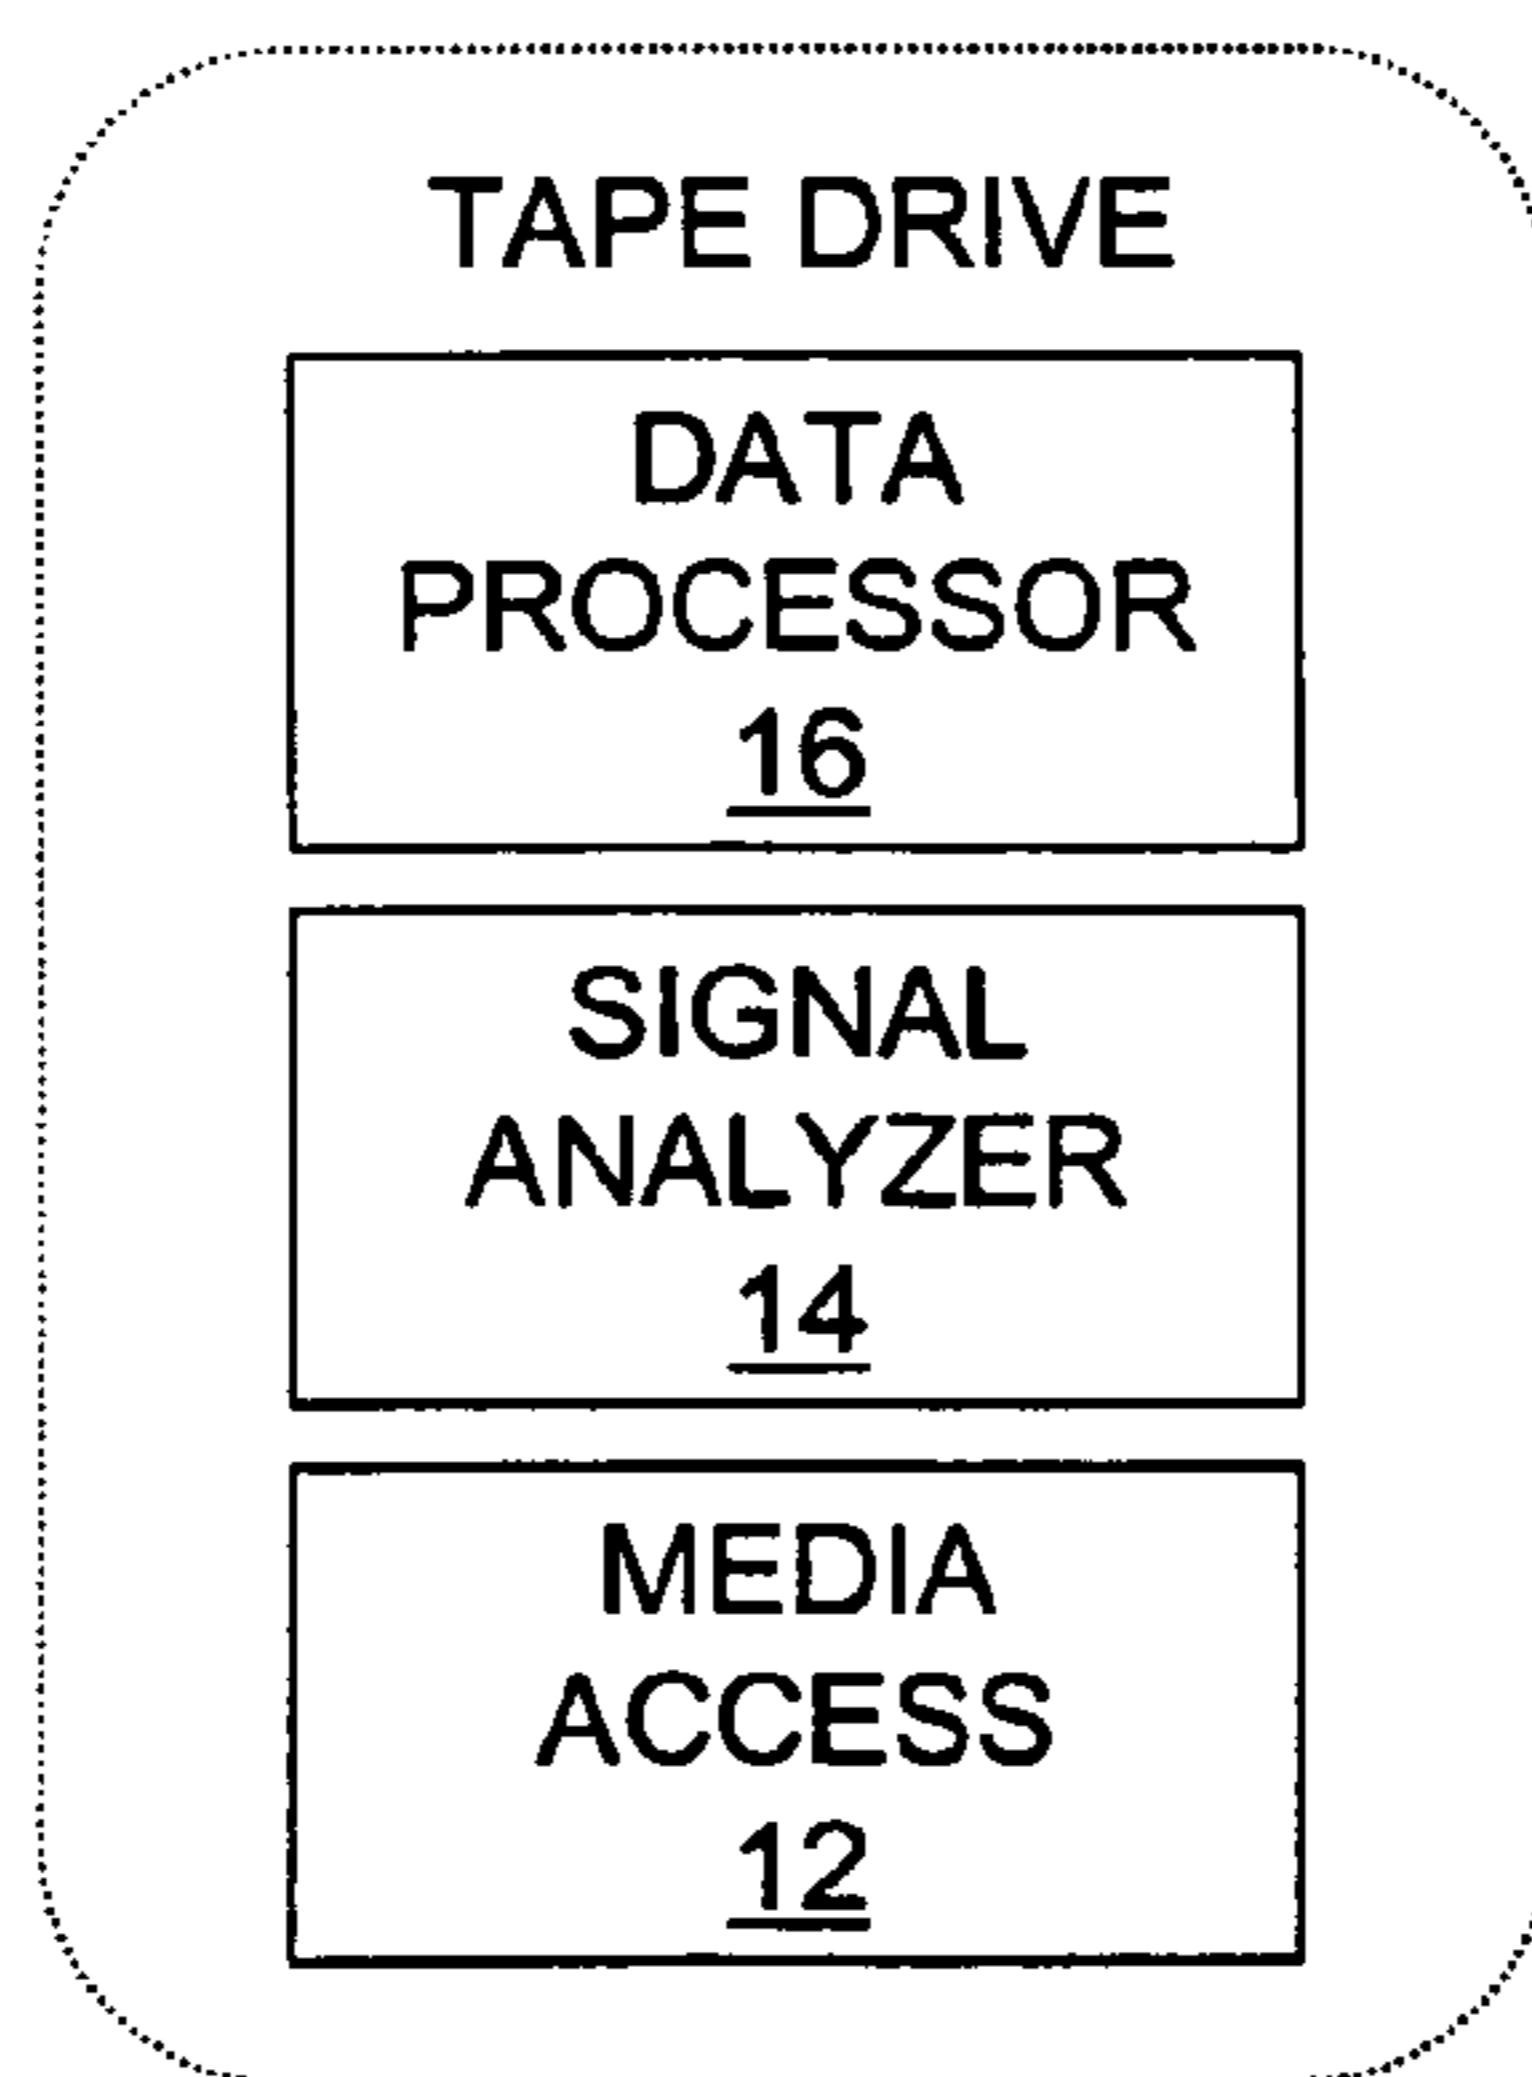 TAPE DRIVE
DATA
PROCESSOR
16
SIGNAL
ANALYZER
14
MEDIA
ACCESS
12